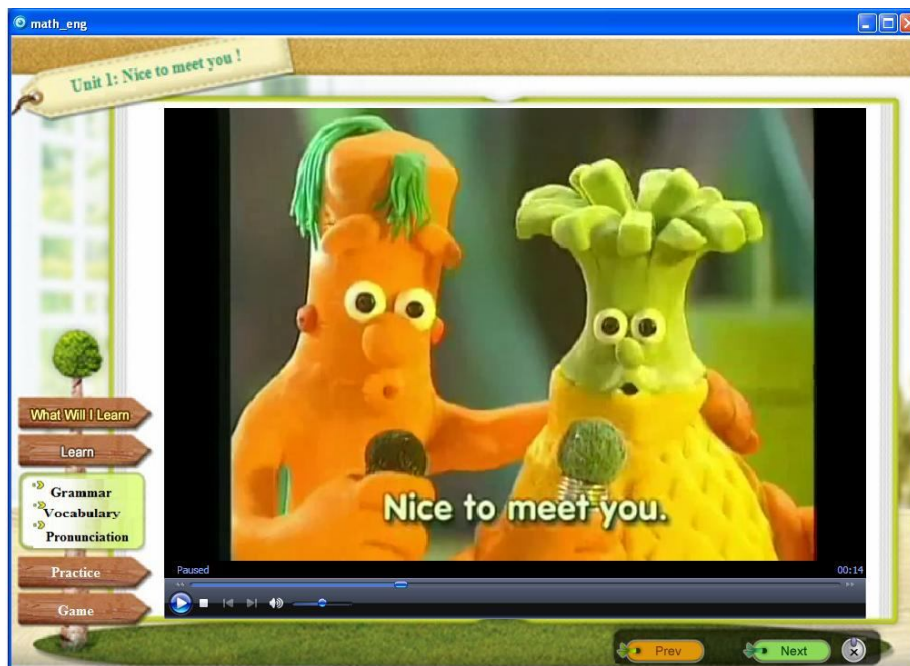 math_eng
Unit 1: Nice to meet you !
Nice to meet you.
What Will I Learn
Learn
Grammar
Vocabulary
Pronunciation
Practice
Game
Paused
00:14
Prev
Next